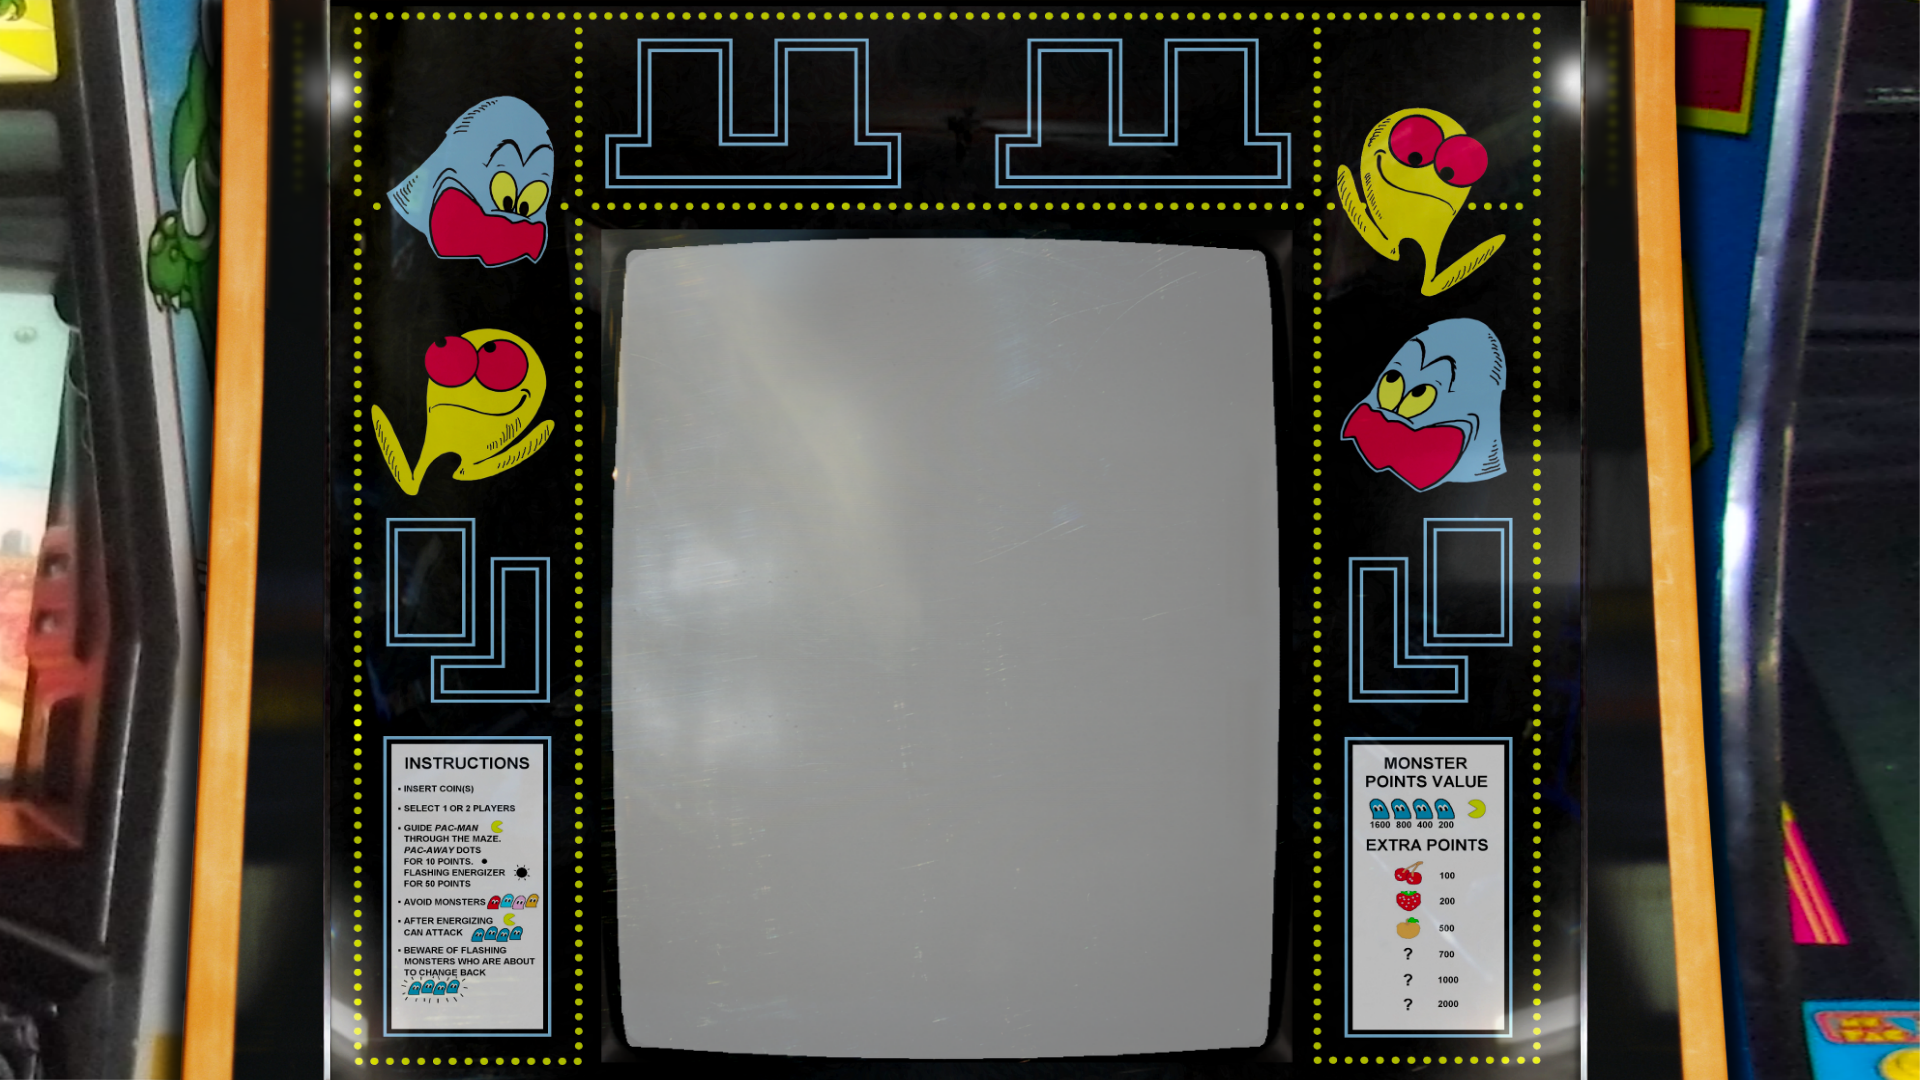 INSTRUCTIONS
• INSERT COIN(S)
• SELECT 1 OR 2 PLAYERS
• GUIDE PAC-MAN
THROUGH THE MAZE.
PAC-AWAY DOTS
FOR 10 POINTS.
FLASHING ENERGIZER
FOR 50 POINTS
• AVOID MONSTERS
• AFTER ENERGIZING
CAN ATTACK
• BEWARE OF FLASHING
MONSTERS WHO ARE ABOUT
TO CHANGE BACK
MONSTER
POINTS VALUE
1600 800 400 200
EXTRA POINTS
100
200
500
? 700
? 1000
? 2000